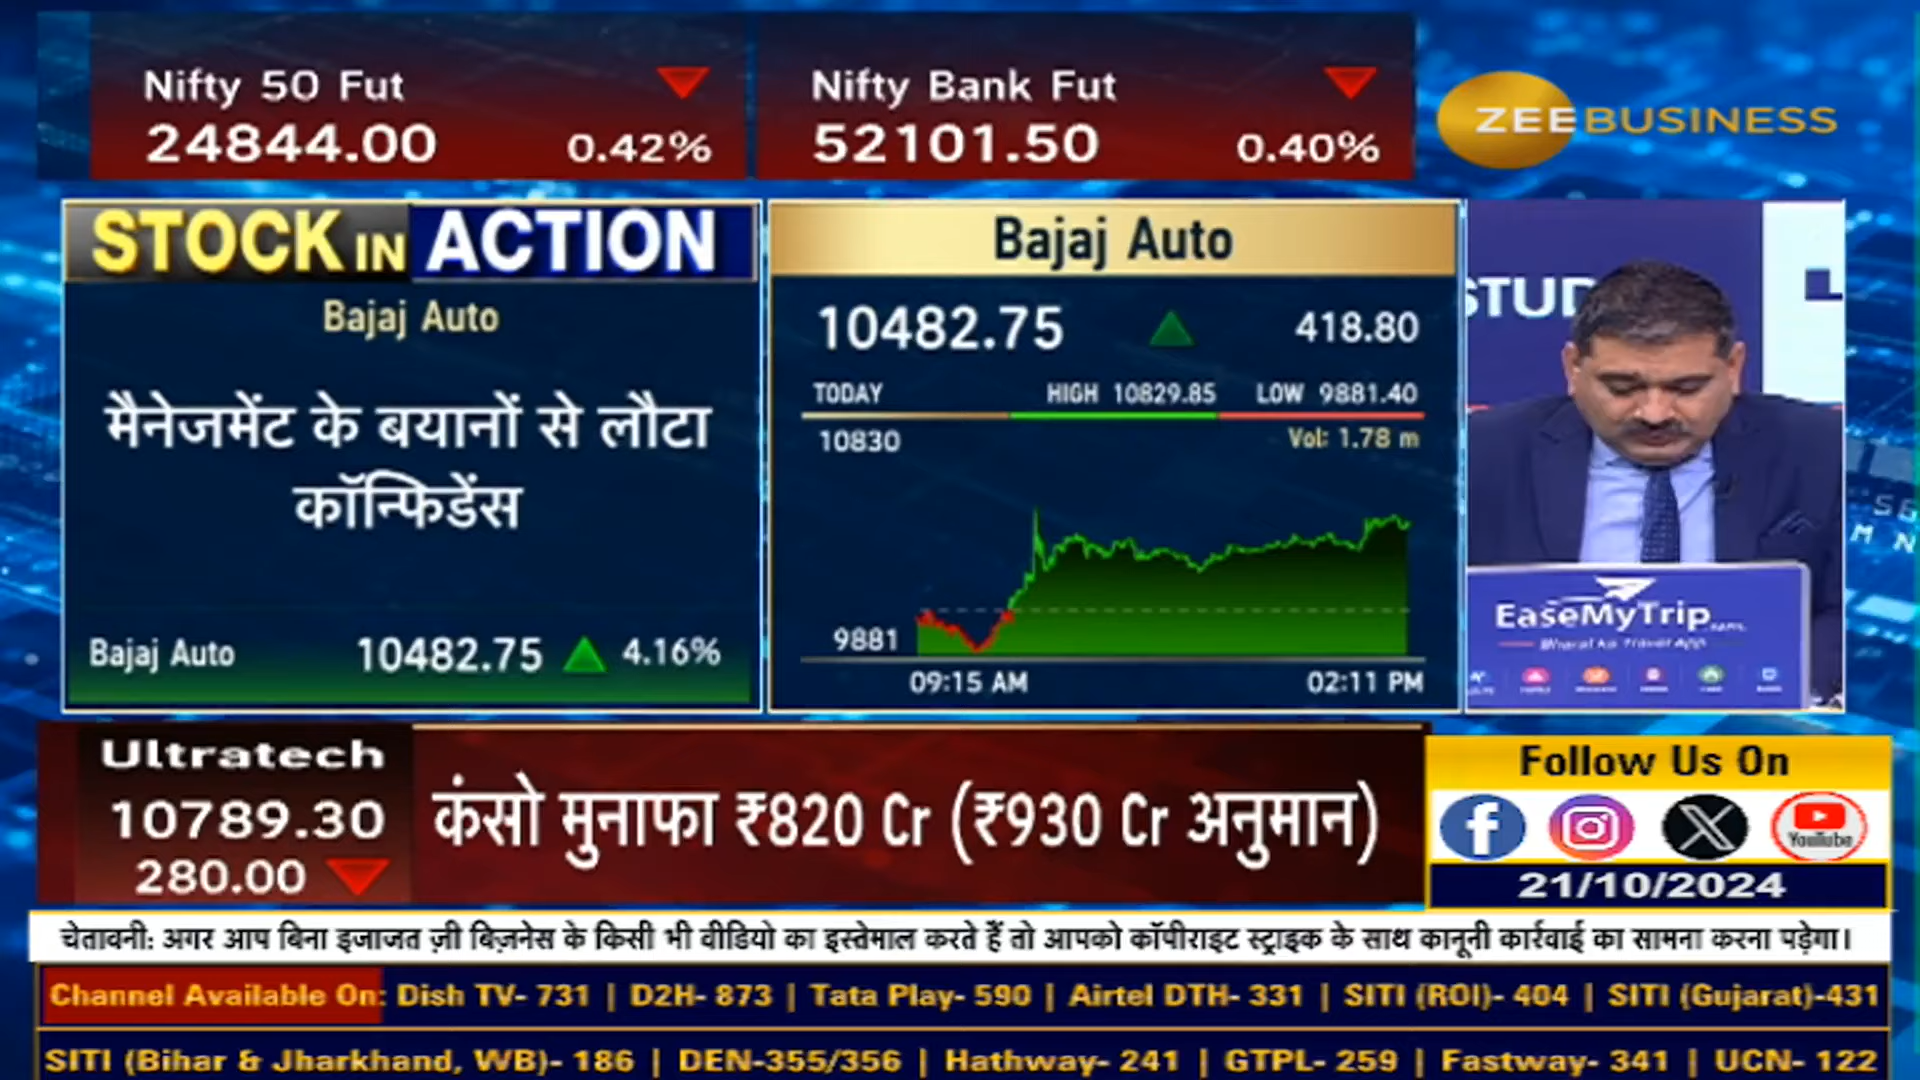 Nifty 50 Fut
24844.00 0.42%
Nifty Bank Fut
52101.50 0.40%
ZEEBUSINESS
STOCK IN ACTION
Bajaj Auto
मैनेजमेंट के बयानों से लौटा
कॉन्फिडेंस
Bajaj Auto 10482.75 4.16%
Bajaj Auto
10482.75 418.80
TODAY HIGH 10829.85 LOW 9881.40
10830 Vol: 1.78 m
9881
09:15 AM 02:11 PM
STUD
EaseMyTrip
Ultratech
10789.30
280.00
कंसो मुनाफा ₹820 Cr (₹930 Cr अनुमान)
Follow Us On
YouTube
21/10/2024
चेतावनी: अगर आप बिना इजाजत ज़ी बिज़नेस के किसी भी वीडियो का इस्तेमाल करते हैं तो आपको कॉपीराइट स्ट्राइक के साथ कानूनी कार्रवाई का सामना करना पड़ेगा।
Channel Available On: Dish TV- 731 | D2H- 873 | Tata Play- 590 | Airtel DTH- 331 | SITI (ROI)- 404 | SITI (Gujarat)-431
SITI (Bihar & Jharkhand, WB)- 186 | DEN-355/356 | Hathway- 241 | GTPL- 259 | Fastway- 341 | UCN- 122